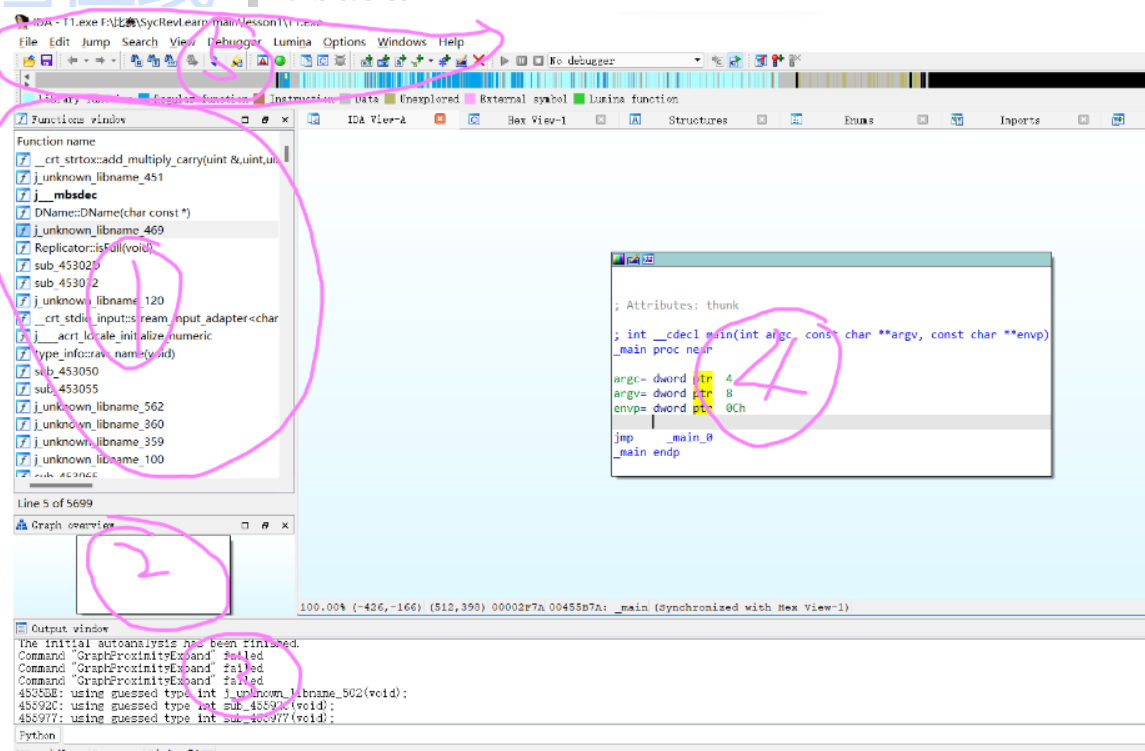 IDA - T1.exe F:\比赛\SycRevLearn-main\lesson1\T1.exe
File Edit Jump Search View Debugger Lumina Options Windows Help
No debugger
Library function Regular function Instruction Data Unexplored External symbol Lumina function
Functions window
IDA View-A Hex View-1 Structures Enums Imports
Function name
__crt_strtox::add_multiply_carry(uint &,uint,uin
j_unknown_libname_451
j__mbsdec
DName::DName(char const *)
j_unknown_libname_469
Replicator::isFull(void)
sub_45302D
sub_453032
j_unknown_libname_120
__crt_stdio_input::stream_input_adapter<char
j___acrt_locale_initialize_numeric
type_info::raw_name(void)
sub_453050
sub_453055
j_unknown_libname_562
j_unknown_libname_360
j_unknown_libname_359
j_unknown_libname_100
sub_45306E
Line 5 of 5699
; Attributes: thunk
; int __cdecl main(int argc, const char **argv, const char **envp)
_main proc near
argc= dword ptr 4
argv= dword ptr 8
envp= dword ptr 0Ch
jmp _main_0
_main endp
Graph overview
100.00% (-426,-166) (512,398) 00002F7A 00455B7A: _main (Synchronized with Hex View-1)
Output window
The initial autoanalysis has been finished.
Command "GraphProximityExpand" failed
Command "GraphProximityExpand" failed
Command "GraphProximityExpand" failed
4535BE: using guessed type int j_unknown_libname_502(void);
45592C: using guessed type int sub_45592C(void);
455977: using guessed type int sub_455977(void);
Python
1
2
3
4
5